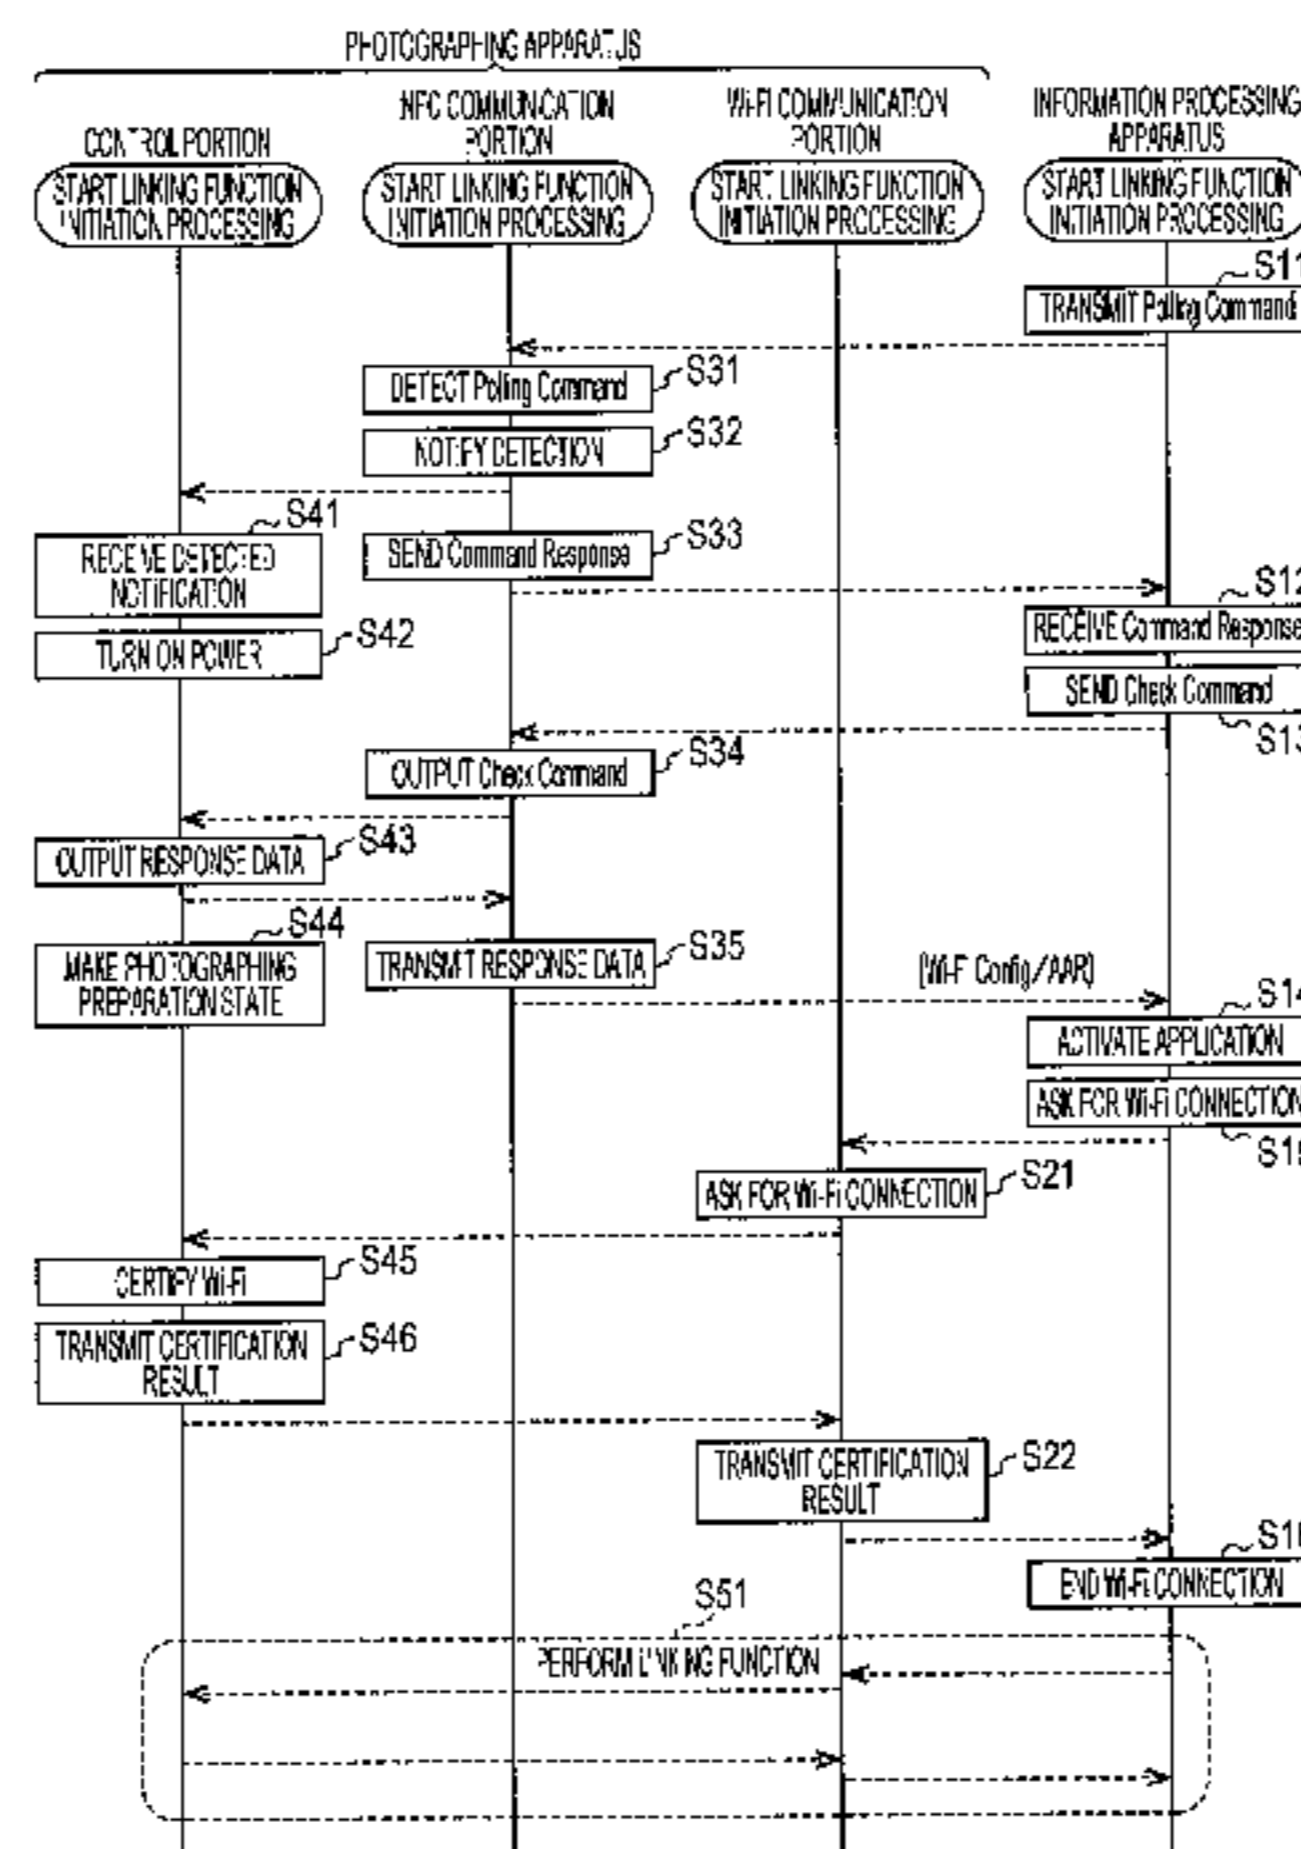 PHOTOGRAPHING APPARATUS
CONTROL PORTION
NFC COMMUNICATION
PORTION
Wi-Fi COMMUNICATION
PORTION
INFORMATION PROCESSING
APPARATUS
START LINKING FUNCTION
INITIATION PROCESSING
START LINKING FUNCTION
INITIATION PROCESSING
START LINKING FUNCTION
INITIATION PROCESSING
START LINKING FUNCTION
INITIATION PROCESSING
S11
TRANSMIT Polling Command
DETECT Polling Command
S31
NOTIFY DETECTION
S32
S41
RECEIVE DETECTED
NOTIFICATION
SEND Command Response
S33
S12
RECEIVE Command Response
TURN ON POWER
S42
SEND Check Command
S13
OUTPUT Check Command
S34
OUTPUT RESPONSE DATA
S43
S44
MAKE PHOTOGRAPHING
PREPARATION STATE
TRANSMIT RESPONSE DATA
S35
(Wi-Fi Config/AAR)
S14
ACTIVATE APPLICATION
ASK FOR Wi-Fi CONNECTION
ASK FOR Wi-Fi CONNECTION
S21
CERTIFY Wi-Fi
S45
TRANSMIT CERTIFICATION
RESULT
S46
TRANSMIT CERTIFICATION
RESULT
S22
END Wi-Fi CONNECTION
S51
PERFORM LINKING FUNCTION